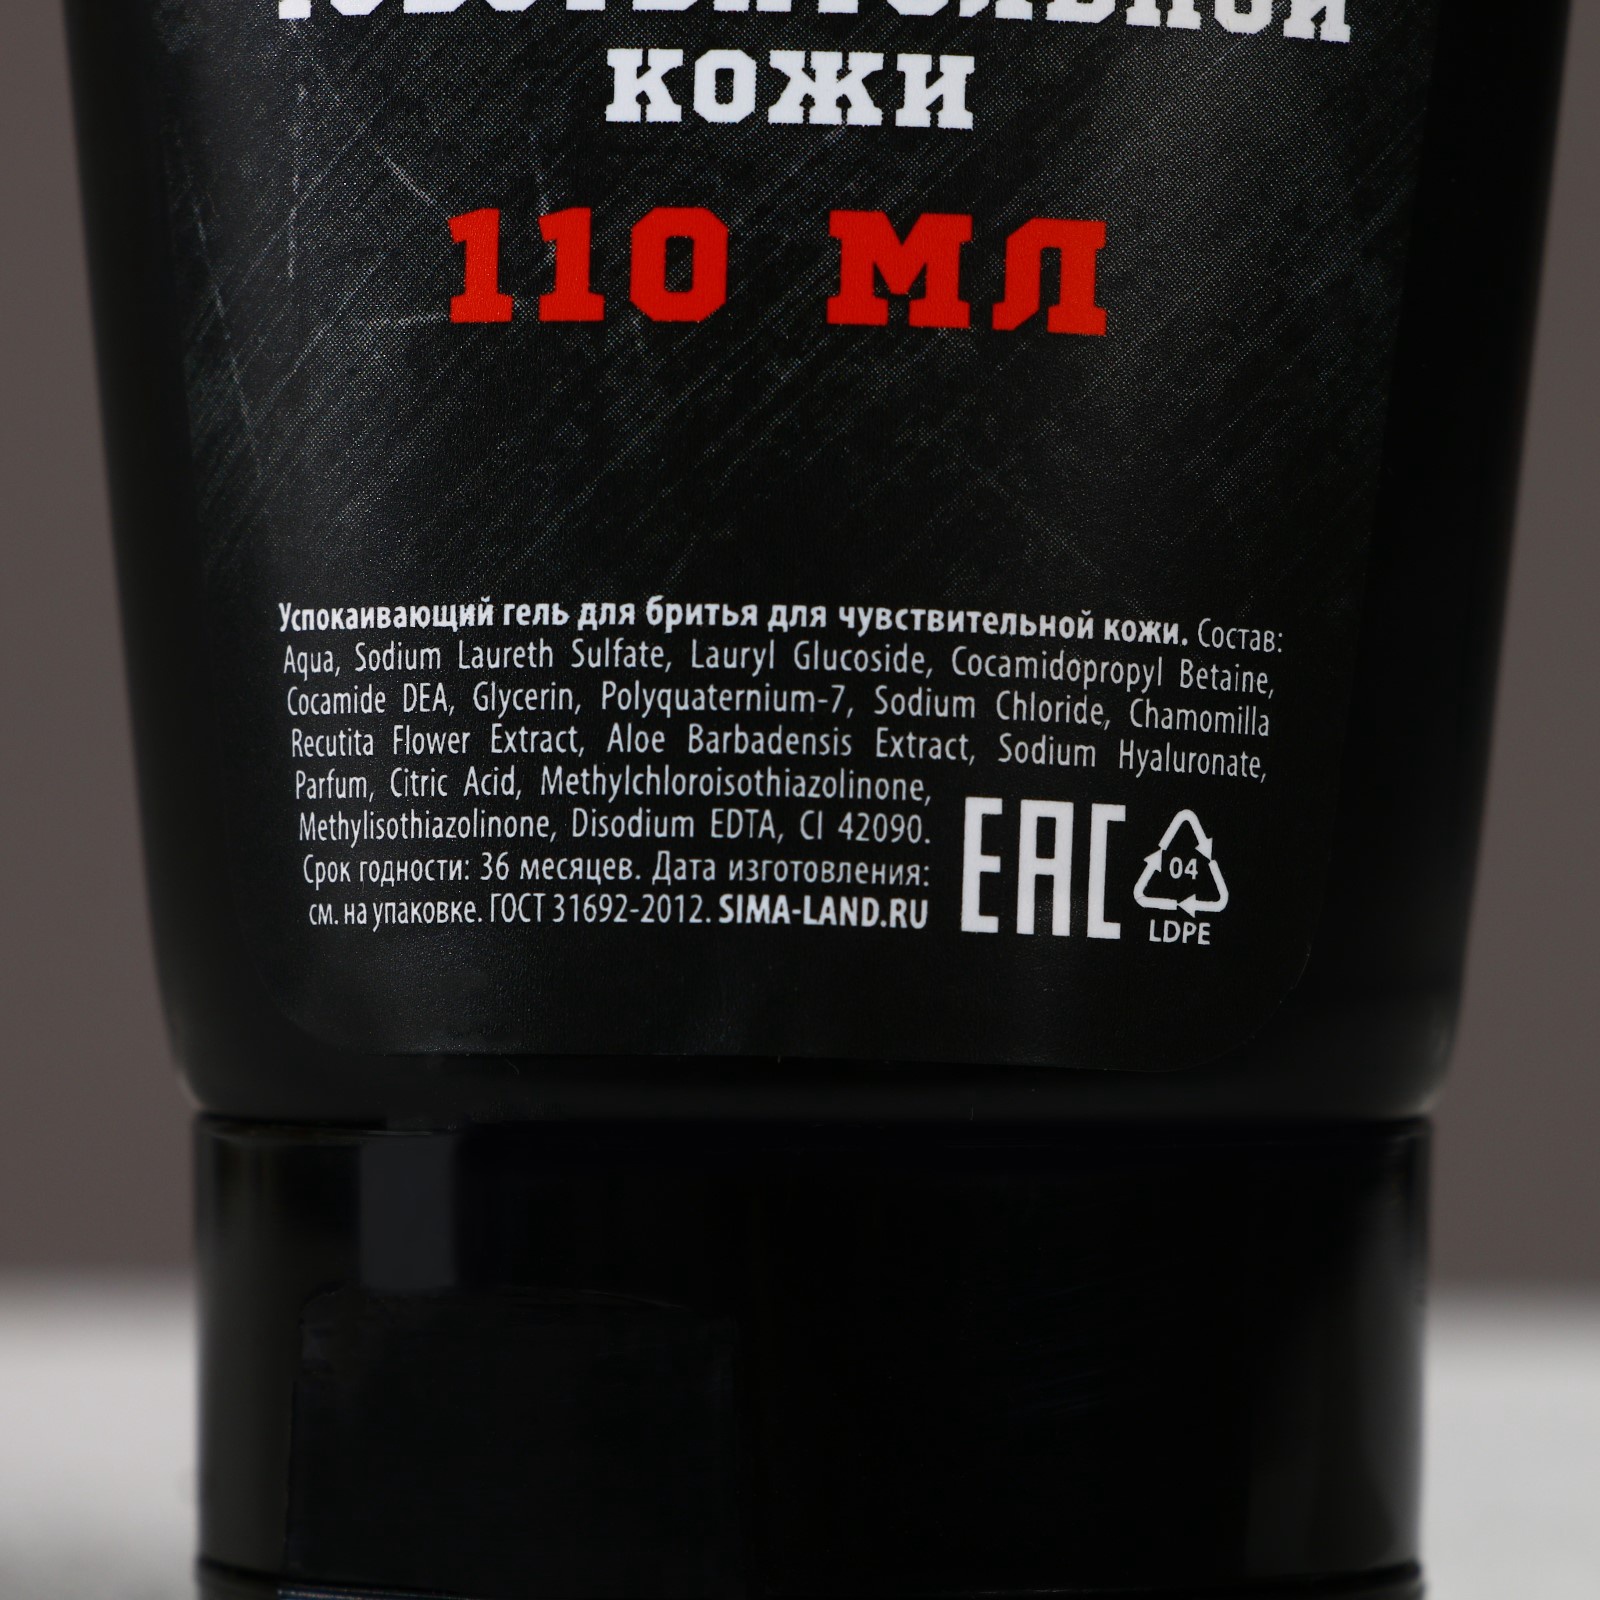 чувствительной
кожи
110 мл
Успокаивающий гель для бритья для чувствительной кожи. Состав:
Aqua, Sodium Laureth Sulfate, Lauryl Glucoside, Cocamidopropyl Betaine,
Cocamide DEA, Glycerin, Polyquaternium-7, Sodium Chloride, Chamomilla
Recutita Flower Extract, Aloe Barbadensis Extract, Sodium Hyaluronate,
Parfum, Citric Acid, Methylchloroisothiazolinone,
Methylisothiazolinone, Disodium EDTA, CI 42090.
Срок годности: 36 месяцев. Дата изготовления:
см. на упаковке. ГОСТ 31692-2012. SIMA-LAND.RU
EAC
04
LDPE